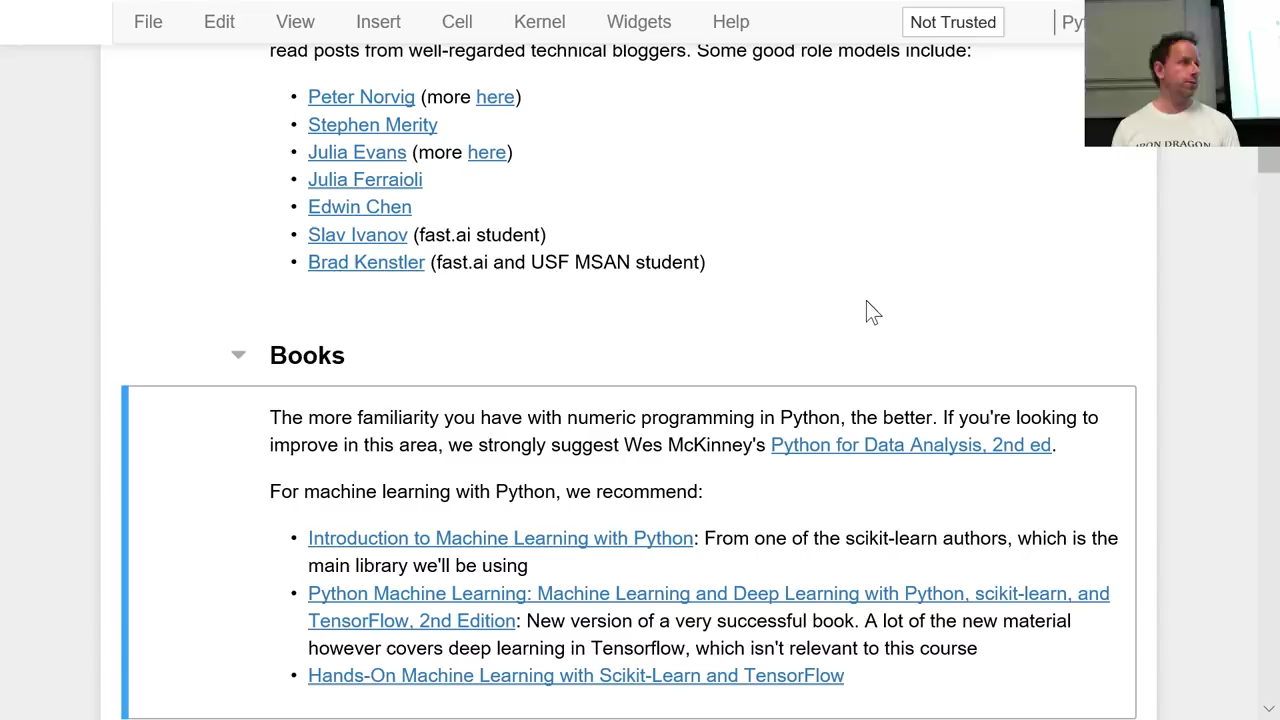 File Edit View Insert Cell Kernel Widgets Help Not Trusted
read posts from well-regarded technical bloggers. Some good role models include:
• Peter Norvig (more here)
• Stephen Merity
• Julia Evans (more here)
• Julia Ferraioli
• Edwin Chen
• Slav Ivanov (fast.ai student)
• Brad Kenstler (fast.ai and USF MSAN student)
Books
The more familiarity you have with numeric programming in Python, the better. If you're looking to
improve in this area, we strongly suggest Wes McKinney's Python for Data Analysis, 2nd ed.
For machine learning with Python, we recommend:
• Introduction to Machine Learning with Python: From one of the scikit-learn authors, which is the
main library we'll be using
• Python Machine Learning: Machine Learning and Deep Learning with Python, scikit-learn, and
TensorFlow, 2nd Edition: New version of a very successful book. A lot of the new material
however covers deep learning in Tensorflow, which isn't relevant to this course
• Hands-On Machine Learning with Scikit-Learn and TensorFlow
IRON DRAGON